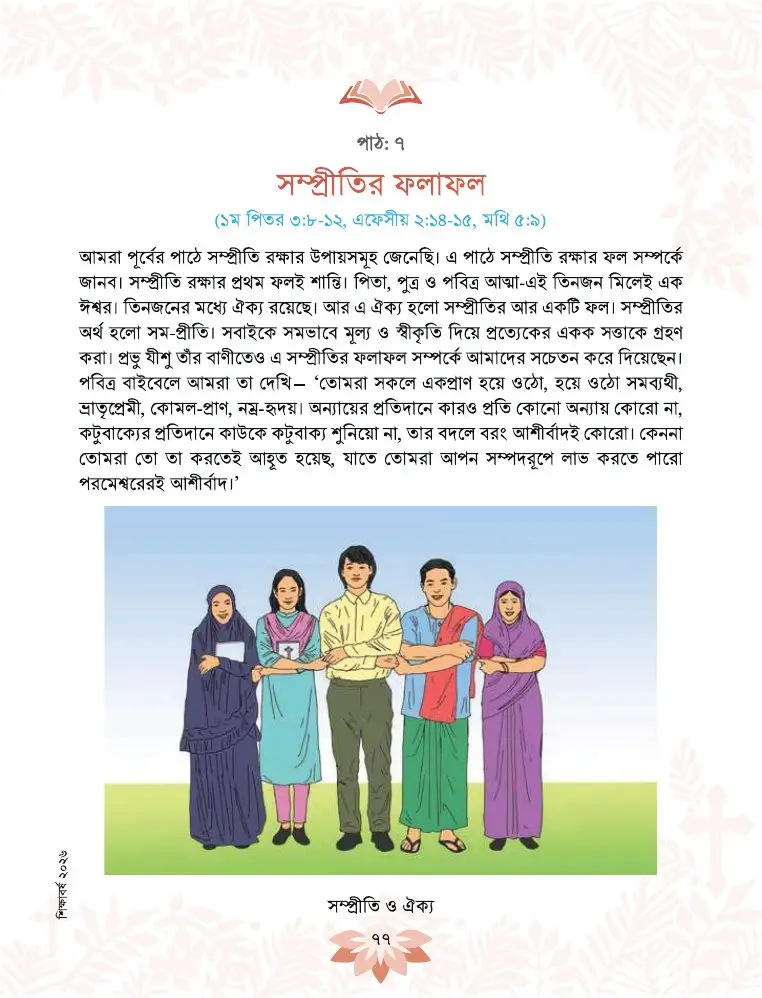 পাঠ: ৭
সম্প্রীতির ফলাফল
(১ম পিতর ৩:৮-১২, এফেসীয় ২:১৪-১৫, মথি ৫:৯)
আমরা পূর্বের পাঠে সম্প্রীতি রক্ষার উপায়সমূহ জেনেছি। এ পাঠে সম্প্রীতি রক্ষার ফল সম্পর্কে
জানব। সম্প্রীতি রক্ষার প্রথম ফলই শান্তি। পিতা, পুত্র ও পবিত্র আত্মা-এই তিনজন মিলেই এক
ঈশ্বর। তিনজনের মধ্যে ঐক্য রয়েছে। আর এ ঐক্য হলো সম্প্রীতির আর একটি ফল। সম্প্রীতির
অর্থ হলো সম-প্রীতি। সবাইকে সমভাবে মূল্য ও স্বীকৃতি দিয়ে প্রত্যেকের একক সত্তাকে গ্রহণ
করা। প্রভু যীশু তাঁর বাণীতেও এ সম্প্রীতির ফলাফল সম্পর্কে আমাদের সচেতন করে দিয়েছেন।
পবিত্র বাইবেলে আমরা তা দেখি– ‘তোমরা সকলে একপ্রাণ হয়ে ওঠো, হয়ে ওঠো সমব্যথী,
ভ্রাতৃপ্রেমী, কোমল-প্রাণ, নম্র-হৃদয়। অন্যায়ের প্রতিদানে কারও প্রতি কোনো অন্যায় কোরো না,
কটুবাক্যের প্রতিদানে কাউকে কটুবাক্য শুনিয়ো না, তার বদলে বরং আশীর্বাদই কোরো। কেননা
তোমরা তো তা করতেই আহূত হয়েছ, যাতে তোমরা আপন সম্পদরূপে লাভ করতে পারো
পরমেশ্বরেরই আশীর্বাদ।’
সম্প্রীতি ও ঐক্য
শিক্ষাবর্ষ ২০২৬
৭৭